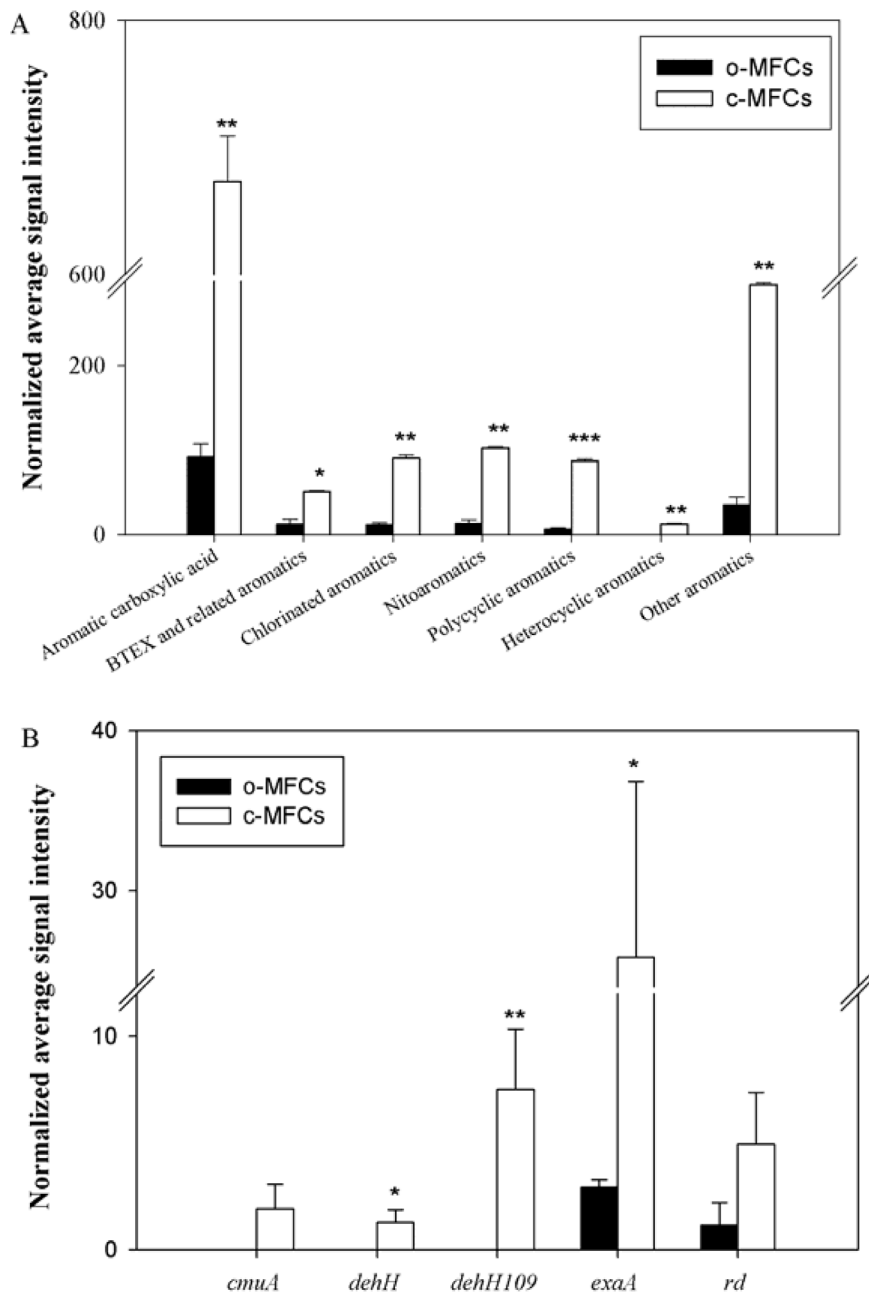 A
800
Normalized average signal intensity
o-MFCs
c-MFCs
**
600
**
200
*
**
**
***
**
0
Aromatic carboxylic acid
BTEX and related aromatics
Chlorinated aromatics
Nitoaromatics
Polycyclic aromatics
Heterocyclic aromatics
Other aromatics
B
40
Normalized average signal intensity
o-MFCs
c-MFCs
*
30
10
**
*
0
cmuA
dehH
dehH109
exaA
rd